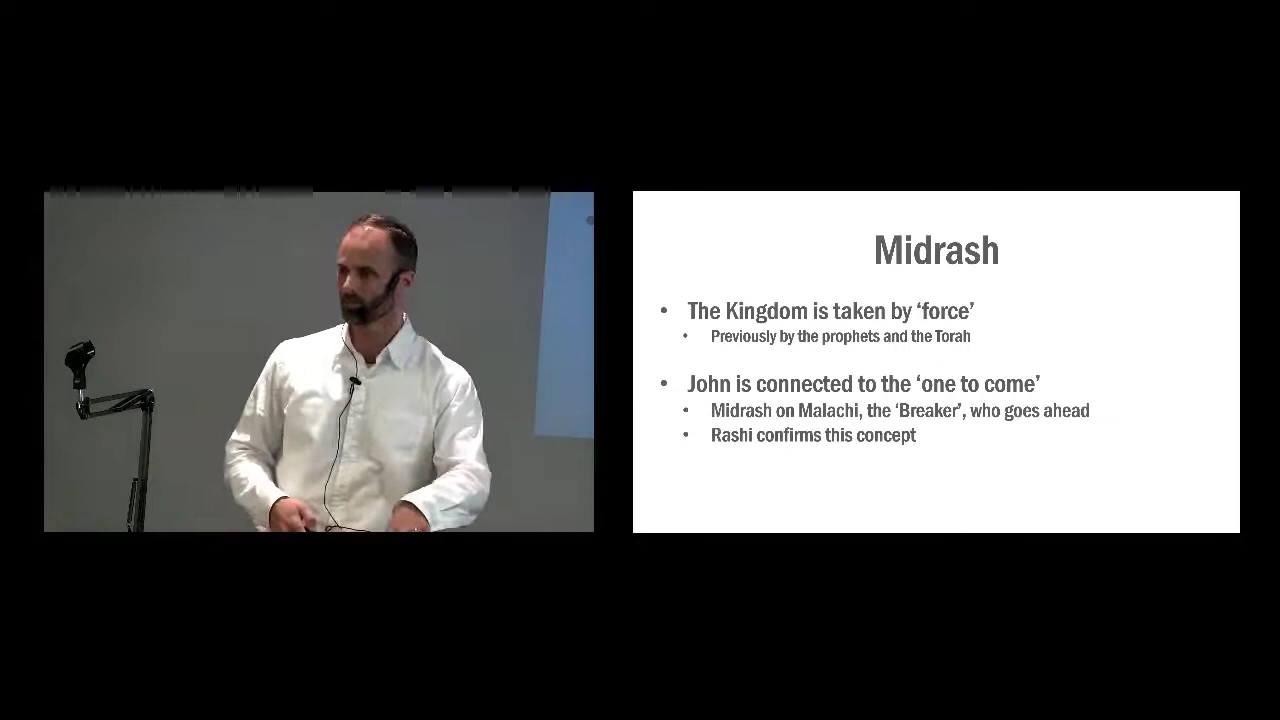 Midrash
• The Kingdom is taken by ‘force’
• Previously by the prophets and the Torah
• John is connected to the ‘one to come’
• Midrash on Malachi, the ‘Breaker’, who goes ahead
• Rashi confirms this concept